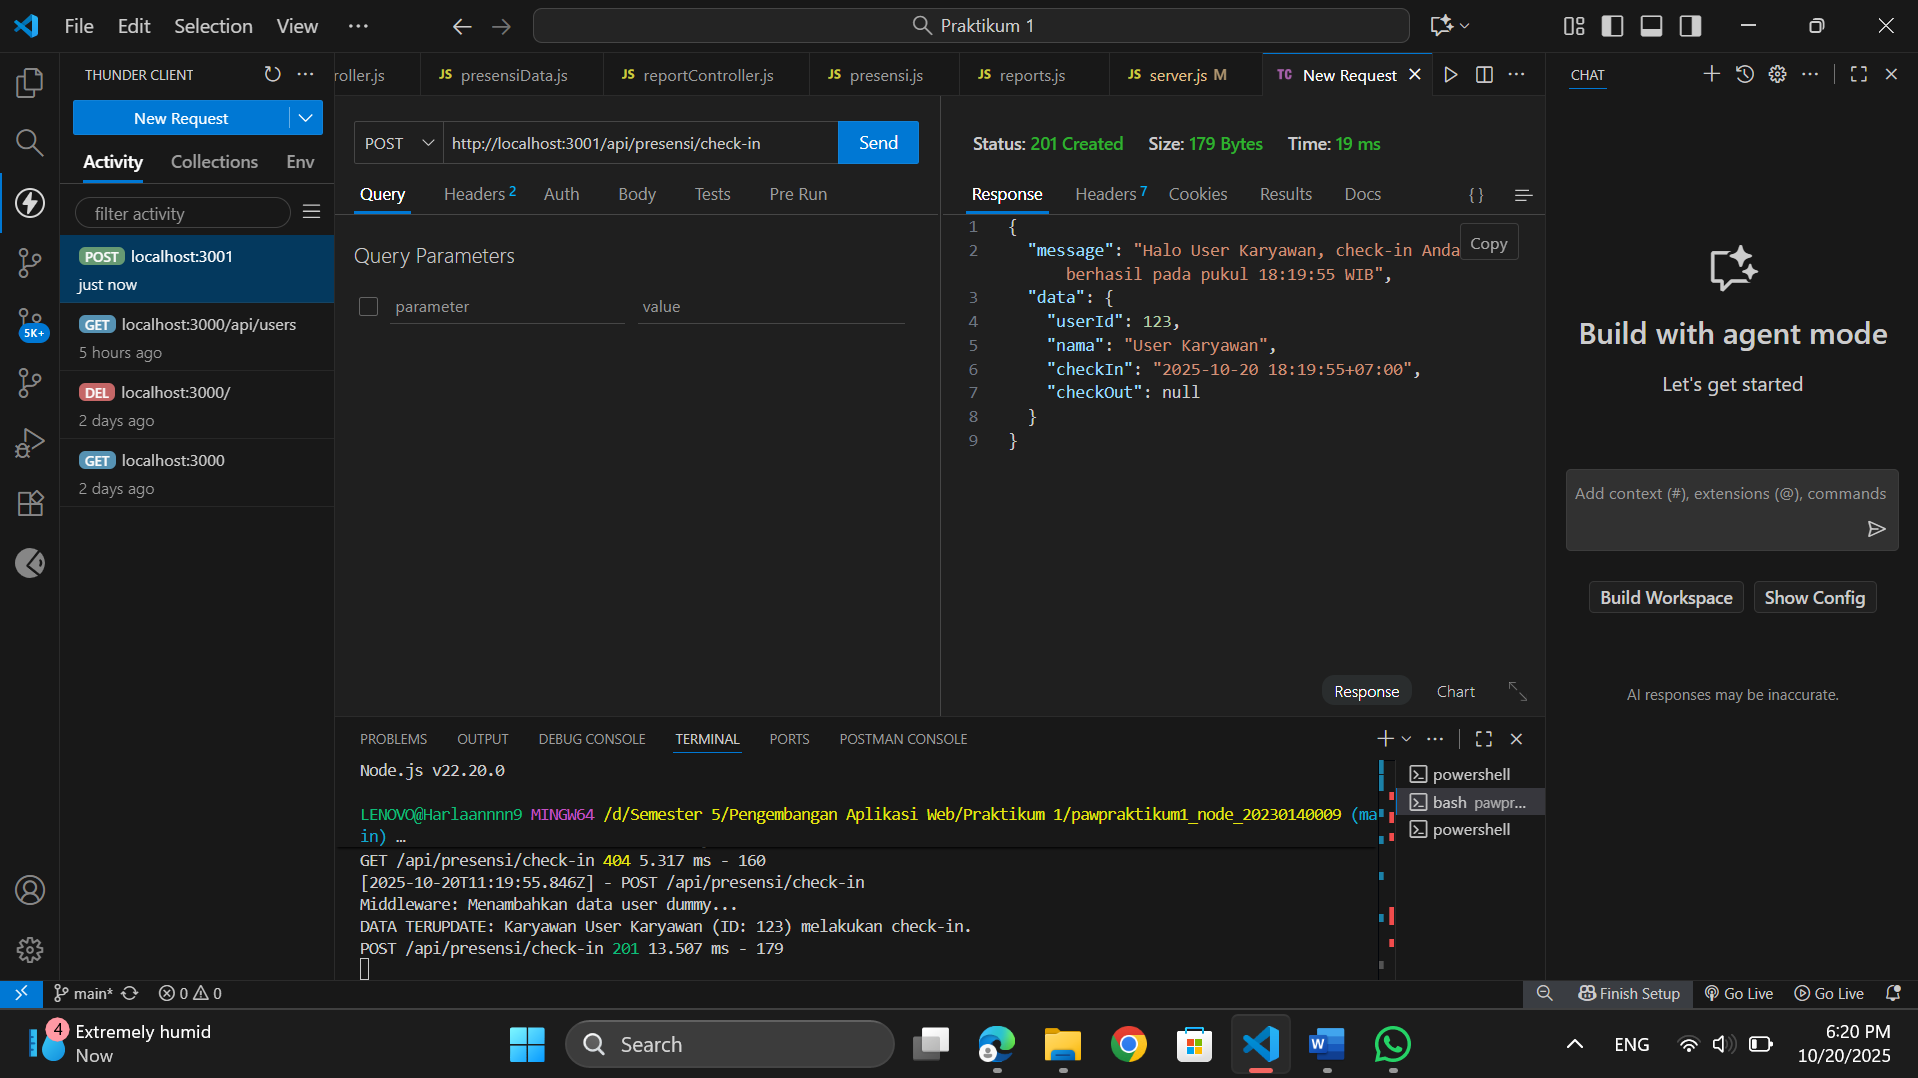 File Edit Selection View ··· Praktikum 1
THUNDER CLIENT
New Request
Activity Collections Env
filter activity
POST localhost:3001
just now
GET localhost:3000/api/users
5 hours ago
DEL localhost:3000/
2 days ago
GET localhost:3000
2 days ago
5K+
roller.js JS presensiData.js JS reportController.js JS presensi.js JS reports.js JS server.js M TC New Request
POST http://localhost:3001/api/presensi/check-in Send
Query Headers 2 Auth Body Tests Pre Run
Query Parameters
parameter value
Status: 201 Created Size: 179 Bytes Time: 19 ms
Response Headers 7 Cookies Results Docs { }
Copy
1 {
2 "message": "Halo User Karyawan, check-in Anda
berhasil pada pukul 18:19:55 WIB",
3 "data": {
4 "userId": 123,
5 "nama": "User Karyawan",
6 "checkIn": "2025-10-20 18:19:55+07:00",
7 "checkOut": null
8 }
9 }
Response Chart
PROBLEMS OUTPUT DEBUG CONSOLE TERMINAL PORTS POSTMAN CONSOLE
Node.js v22.20.0
LENOVO@Harlaannnn9 MINGW64 /d/Semester 5/Pengembangan Aplikasi Web/Praktikum 1/pawpraktikum1_node_20230140009 (ma
in) …
GET /api/presensi/check-in 404 5.317 ms - 160
[2025-10-20T11:19:55.846Z] - POST /api/presensi/check-in
Middleware: Menambahkan data user dummy...
DATA TERUPDATE: Karyawan User Karyawan (ID: 123) melakukan check-in.
POST /api/presensi/check-in 201 13.507 ms - 179
powershell
bash pawpr...
powershell
CHAT
Build with agent mode
Let's get started
Add context (#), extensions (@), commands
Build Workspace Show Config
AI responses may be inaccurate.
main* 0 0 Finish Setup Go Live Go Live
4 Extremely humid
Now
Search
ENG
6:20 PM
10/20/2025